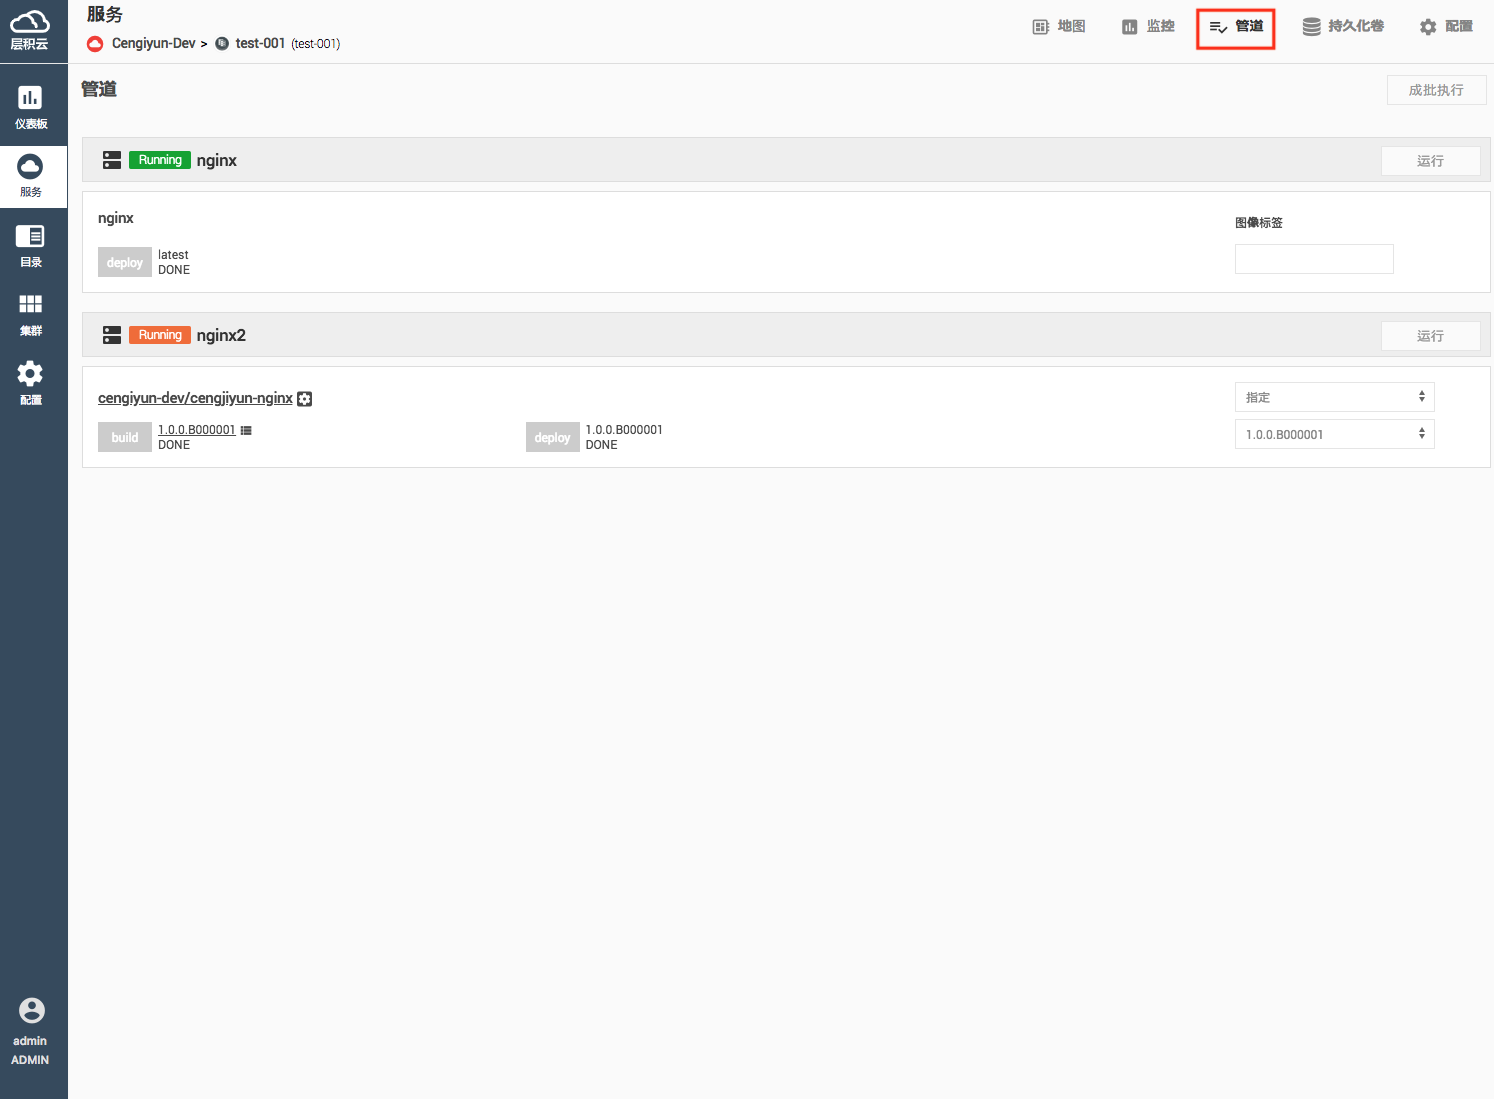 层积云
服务
Cengiyun-Dev > test-001 (test-001)
地图
监控
管道
持久化卷
配置
仪表板
服务
目录
集群
配置
admin
ADMIN
管道
成批执行
Running nginx
运行
nginx
deploy
latest
DONE
图像标签
Running nginx2
运行
cengiyun-dev/cengjiyun-nginx
build
1.0.0.B000001
DONE
deploy
1.0.0.B000001
DONE
指定
1.0.0.B000001